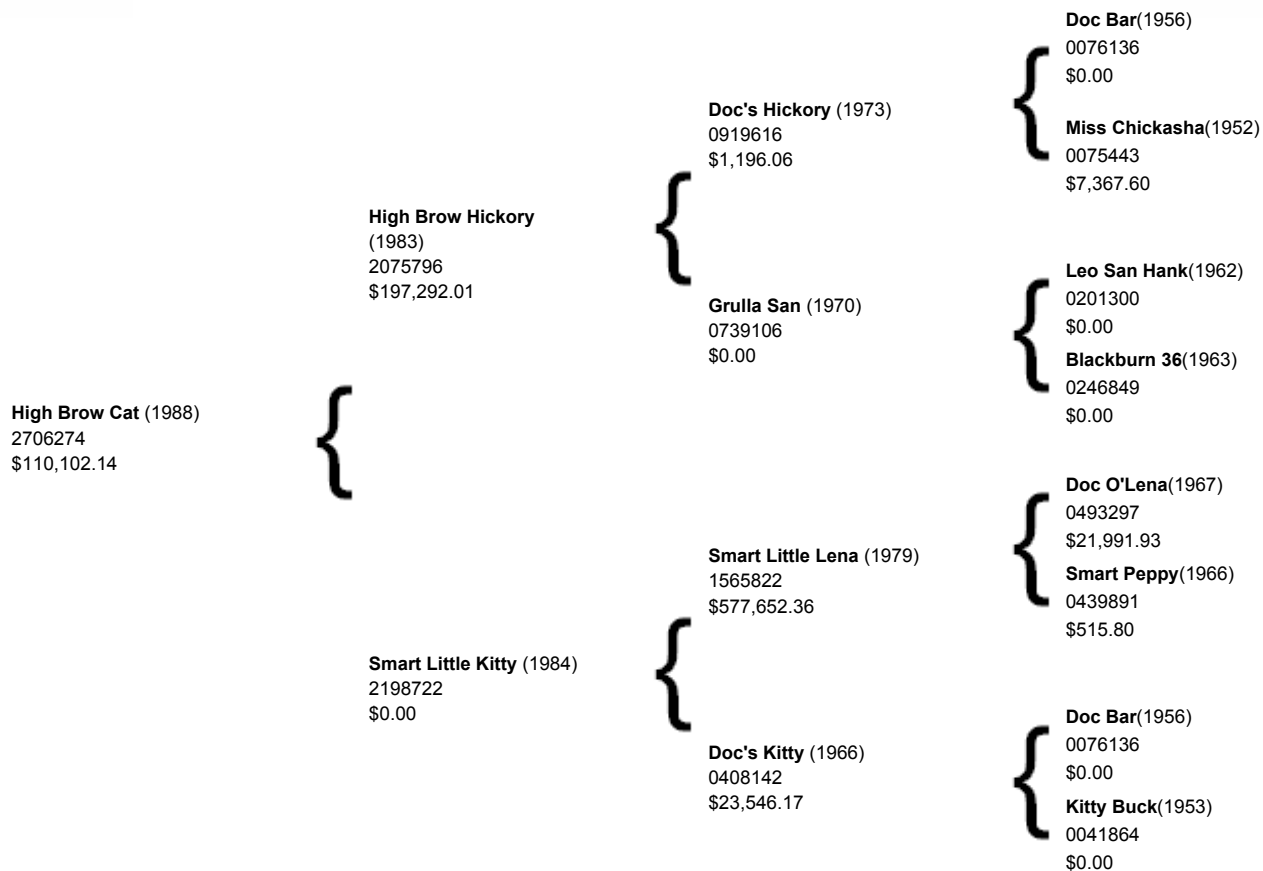 High Brow Cat (1988)
2706274
$110,102.14
High Brow Hickory
(1983)
2075796
$197,292.01
Smart Little Kitty (1984)
2198722
$0.00
Doc's Hickory (1973)
0919616
$1,196.06
Grulla San (1970)
0739106
$0.00
Smart Little Lena (1979)
1565822
$577,652.36
Doc's Kitty (1966)
0408142
$23,546.17
Doc Bar(1956)
0076136
$0.00
Miss Chickasha(1952)
0075443
$7,367.60
Leo San Hank(1962)
0201300
$0.00
Blackburn 36(1963)
0246849
$0.00
Doc O'Lena(1967)
0493297
$21,991.93
Smart Peppy(1966)
0439891
$515.80
Doc Bar(1956)
0076136
$0.00
Kitty Buck(1953)
0041864
$0.00